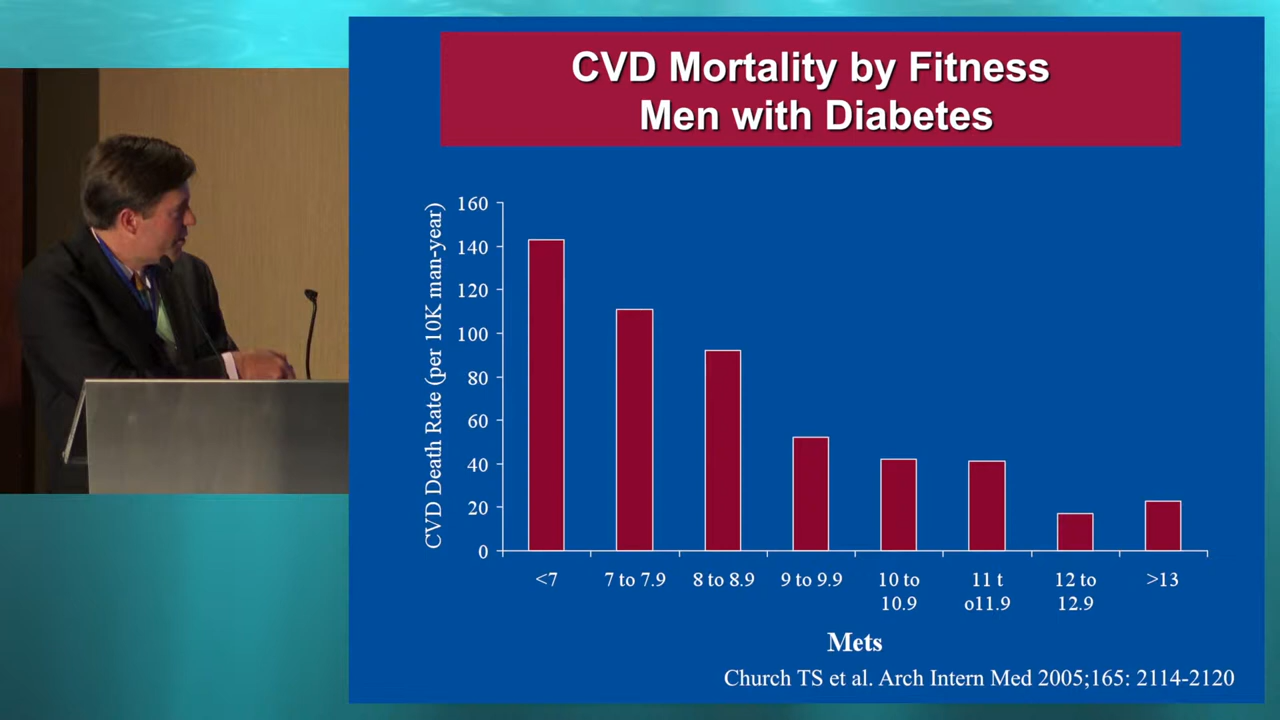 CVD Mortality by Fitness
Men with Diabetes
CVD Death Rate (per 10K man-year)
160
140
120
100
80
60
40
20
0
<7
7 to 7.9
8 to 8.9
9 to 9.9
10 to
10.9
11 t
o11.9
12 to
12.9
>13
Mets
Church TS et al. Arch Intern Med 2005;165: 2114-2120